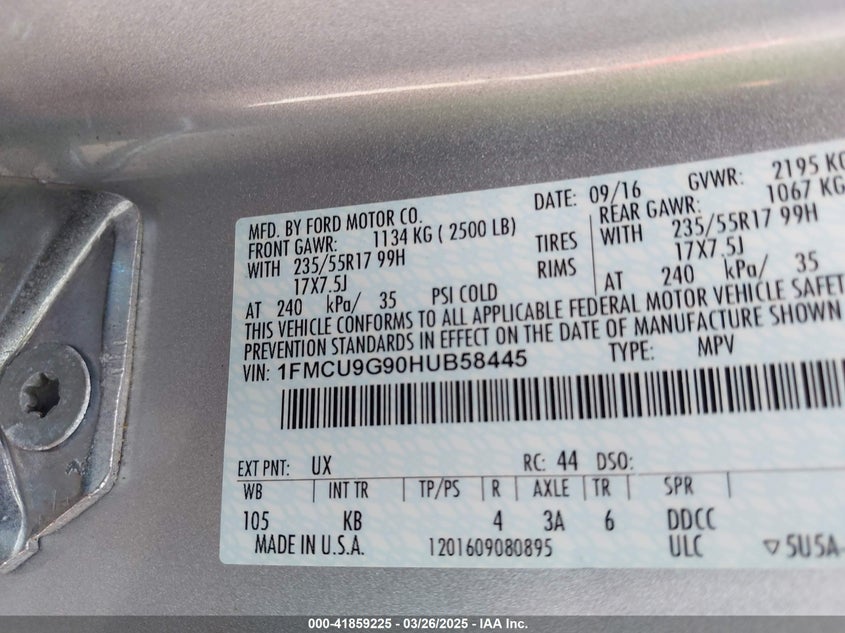 MFD. BY FORD MOTOR CO. DATE: 09/16 GVWR: 2195 KG
FRONT GAWR: 1134 KG ( 2500 LB) REAR GAWR: 1067 KG
WITH 235/55R17 99H TIRES WITH 235/55R17 99H
17X7.5J RIMS 17X7.5J
AT 240 kPa/ 35 PSI COLD AT 240 kPa/ 35
THIS VEHICLE CONFORMS TO ALL APPLICABLE FEDERAL MOTOR VEHICLE SAFET
PREVENTION STANDARDS IN EFFECT ON THE DATE OF MANUFACTURE SHOWN
VIN: 1FMCU9G90HUB58445 TYPE: MPV
EXT PNT: UX RC: 44 DSO:
WB INT TR TP/PS R AXLE TR SPR
105 KB 4 3A 6 DDCC
MADE IN U.S.A. 1201609080895 ULC ▽5U5A-
000-41859225 - 03/26/2025 - IAA Inc.